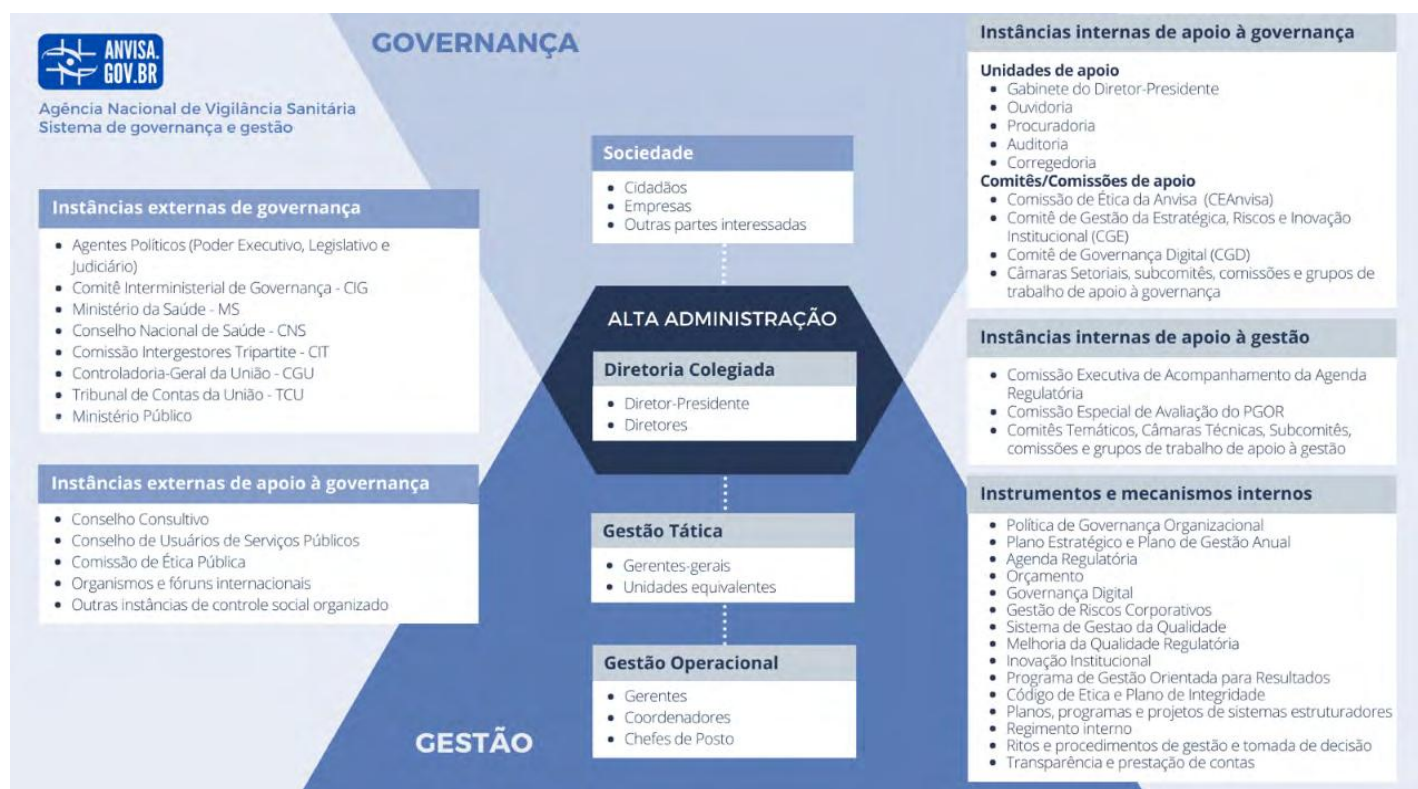 ANVISA.
GOV.BR
Agência Nacional de Vigilância Sanitária
Sistema de governança e gestão
GOVERNANÇA
Instâncias externas de governança
• Agentes Políticos (Poder Executivo, Legislativo e
Judiciário)
• Comitê Interministerial de Governança - CIG
• Ministério da Saúde - MS
• Conselho Nacional de Saúde - CNS
• Comissão Intergestores Tripartite - CIT
• Controladoria-Geral da União - CGU
• Tribunal de Contas da União - TCU
• Ministério Público
Instâncias externas de apoio à governança
• Conselho Consultivo
• Conselho de Usuários de Serviços Públicos
• Comissão de Ética Pública
• Organismos e fóruns internacionais
• Outras instâncias de controle social organizado
Sociedade
• Cidadãos
• Empresas
• Outras partes interessadas
ALTA ADMINISTRAÇÃO
Diretoria Colegiada
• Diretor-Presidente
• Diretores
Gestão Tática
• Gerentes-gerais
• Unidades equivalentes
Gestão Operacional
• Gerentes
• Coordenadores
• Chefes de Posto
GESTÃO
Instâncias internas de apoio à governança
Unidades de apoio
• Gabinete do Diretor-Presidente
• Ouvidoria
• Procuradoria
• Auditoria
• Corregedoria
Comitês/Comissões de apoio
• Comissão de Ética da Anvisa (CEAnvisa)
• Comitê de Gestão da Estratégica, Riscos e Inovação
Institucional (CGE)
• Comitê de Governança Digital (CGD)
• Câmaras Setoriais, subcomitês, comissões e grupos de
trabalho de apoio à governança
Instâncias internas de apoio à gestão
• Comissão Executiva de Acompanhamento da Agenda
Regulatória
• Comissão Especial de Avaliação do PGOR
• Comitês Temáticos, Câmaras Técnicas, Subcomitês,
comissões e grupos de trabalho de apoio à gestão
Instrumentos e mecanismos internos
• Política de Governança Organizacional
• Plano Estratégico e Plano de Gestão Anual
• Agenda Regulatória
• Orçamento
• Governança Digital
• Gestão de Riscos Corporativos
• Sistema de Gestao da Qualidade
• Melhoria da Qualidade Regulatória
• Inovação Institucional
• Programa de Gestão Orientada para Resultados
• Código de Etica e Plano de Integridade
• Planos, programas e projetos de sistemas estruturadores
• Regimento interno
• Ritos e procedimentos de gestão e tomada de decisão
• Transparência e prestação de contas